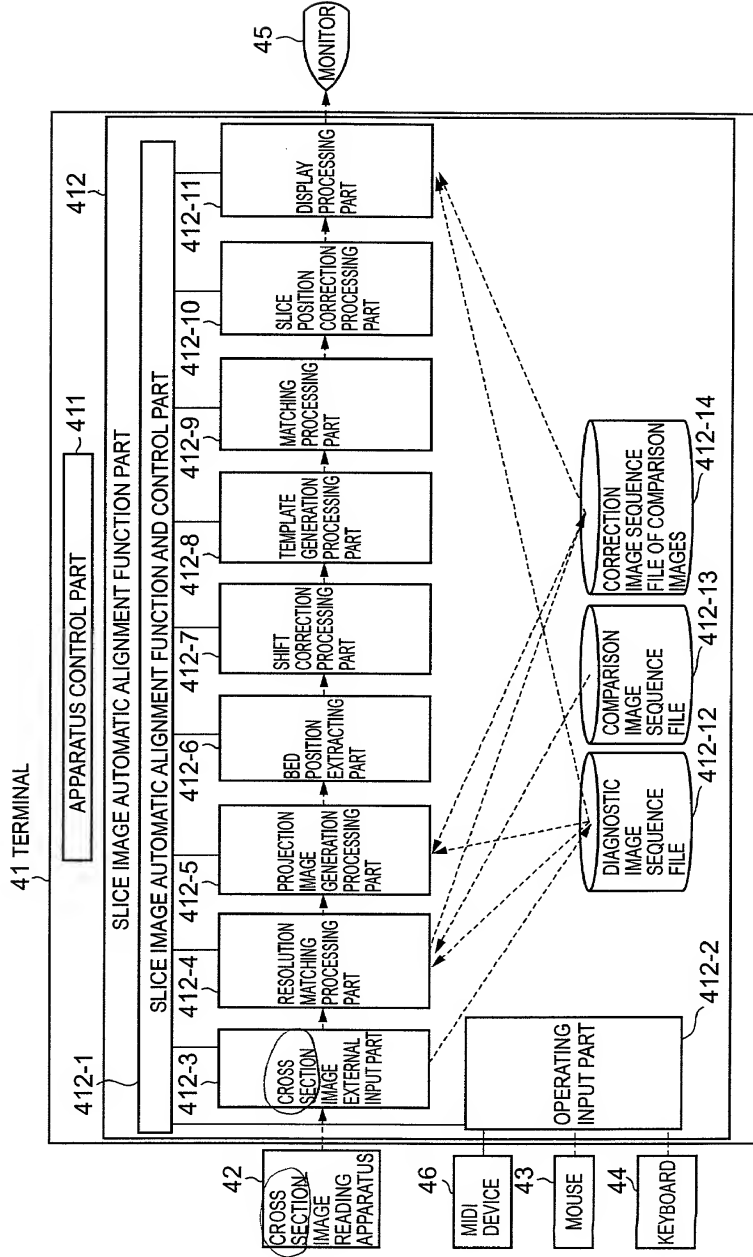 41 TERMINAL
APPARATUS CONTROL PART
411
412
SLICE IMAGE AUTOMATIC ALIGNMENT FUNCTION PART
412-1
SLICE IMAGE AUTOMATIC ALIGNMENT FUNCTION AND CONTROL PART
412-3
CROSS
SECTION
IMAGE
EXTERNAL
INPUT PART
412-4
RESOLUTION
MATCHING
PROCESSING
PART
412-5
PROJECTION
IMAGE
GENERATION
PROCESSING
PART
412-6
BED
POSITION
EXTRACTING
PART
412-7
SHIFT
CORRECTION
PROCESSING
PART
412-8
TEMPLATE
GENERATION
PROCESSING
PART
412-9
MATCHING
PROCESSING
PART
412-10
SLICE
POSITION
CORRECTION
PROCESSING
PART
412-11
DISPLAY
PROCESSING
PART
45
MONITOR
42
CROSS
SECTION
IMAGE
READING
APPARATUS
46
MIDI
DEVICE
43
MOUSE
44
KEYBOARD
OPERATING
INPUT PART
412-2
DIAGNOSTIC
IMAGE
SEQUENCE
FILE
412-12
COMPARISON
IMAGE
SEQUENCE
FILE
412-13
CORRECTION
IMAGE SEQUENCE
FILE OF COMPARISON
IMAGES
412-14